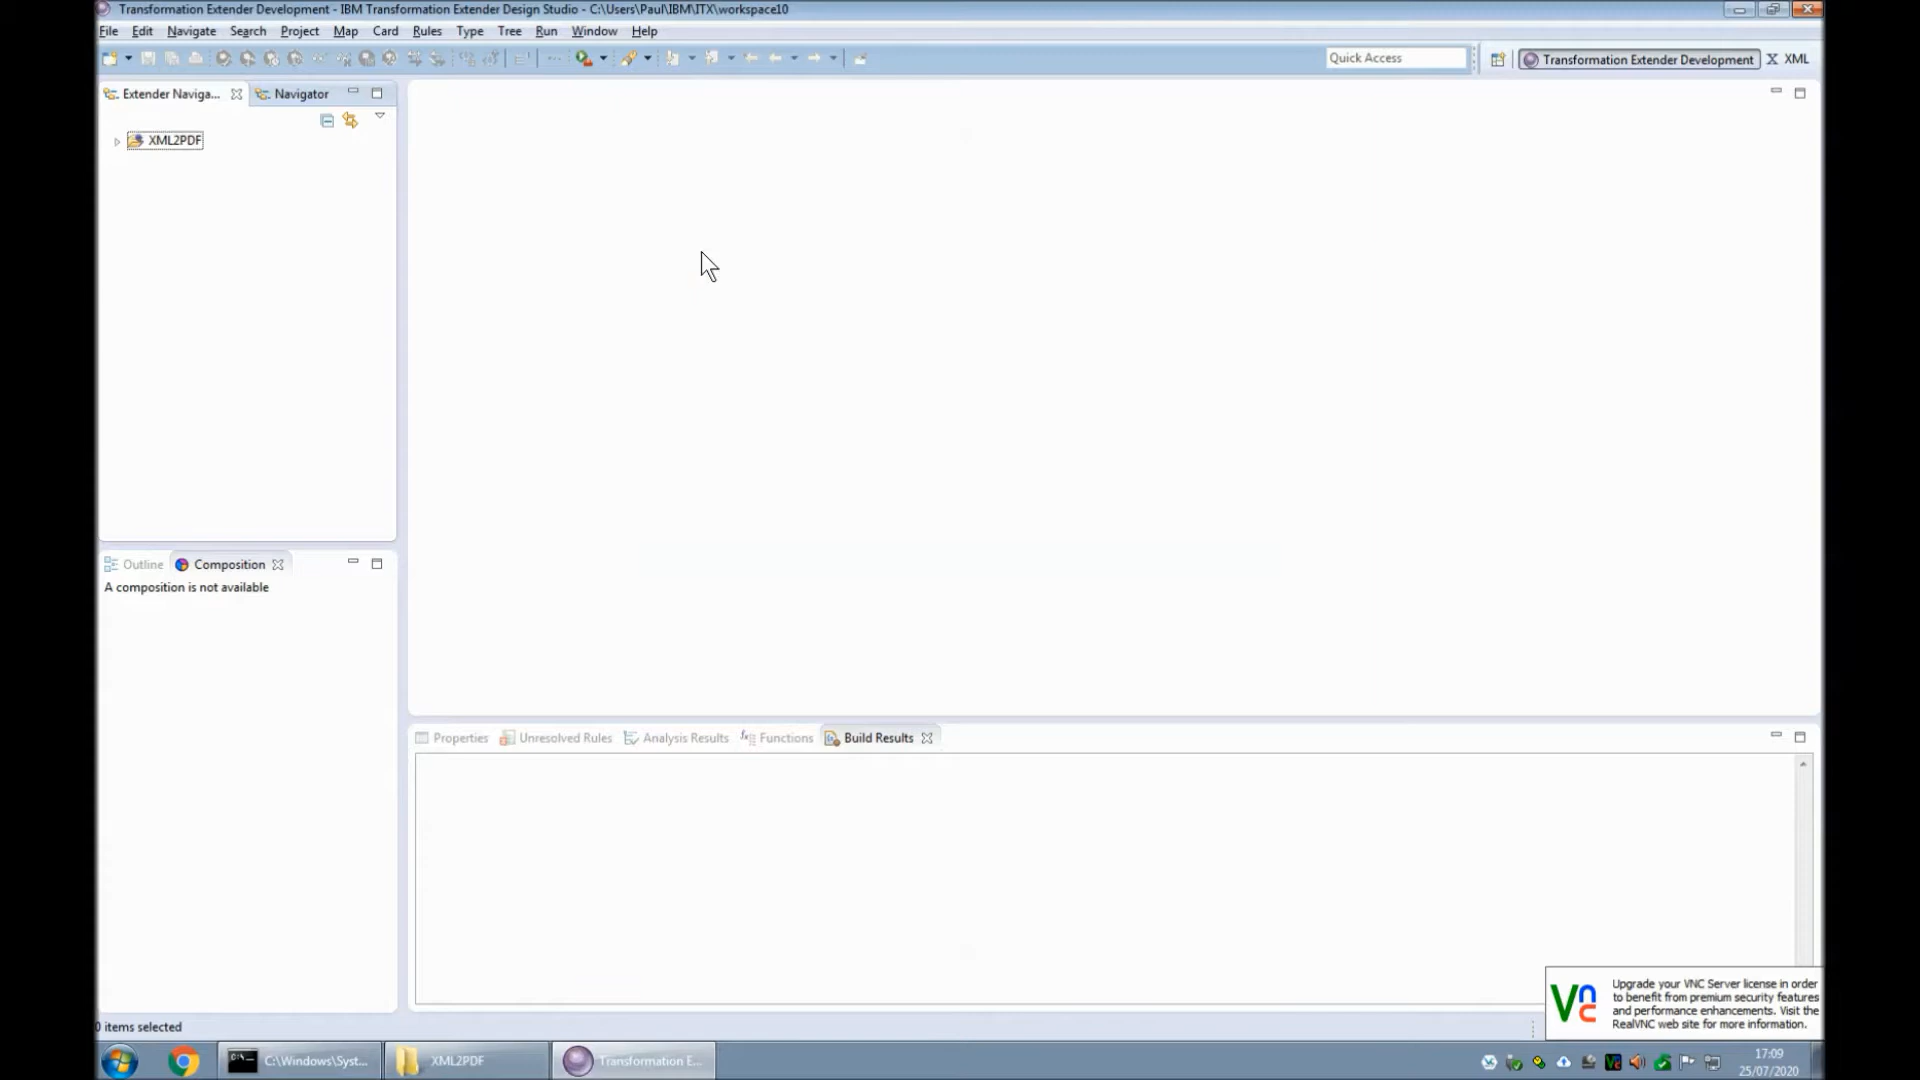 Transformation Extender Development - IBM Transformation Extender Design Studio - C:\Users\Paul\IBM\ITX\workspace10
File Edit Navigate Search Project Map Card Rules Type Tree Run Window Help
Quick Access
Transformation Extender Development
XML
Extender Naviga...
Navigator
XML2PDF
Outline
Composition
A composition is not available
Properties
Unresolved Rules
Analysis Results
Functions
Build Results
Upgrade your VNC Server license in order
to benefit from premium security features
and performance enhancements. Visit the
RealVNC web site for more information.
0 items selected
C:\Windows\Syst...
XML2PDF
Transformation E...
17:09
25/07/2020